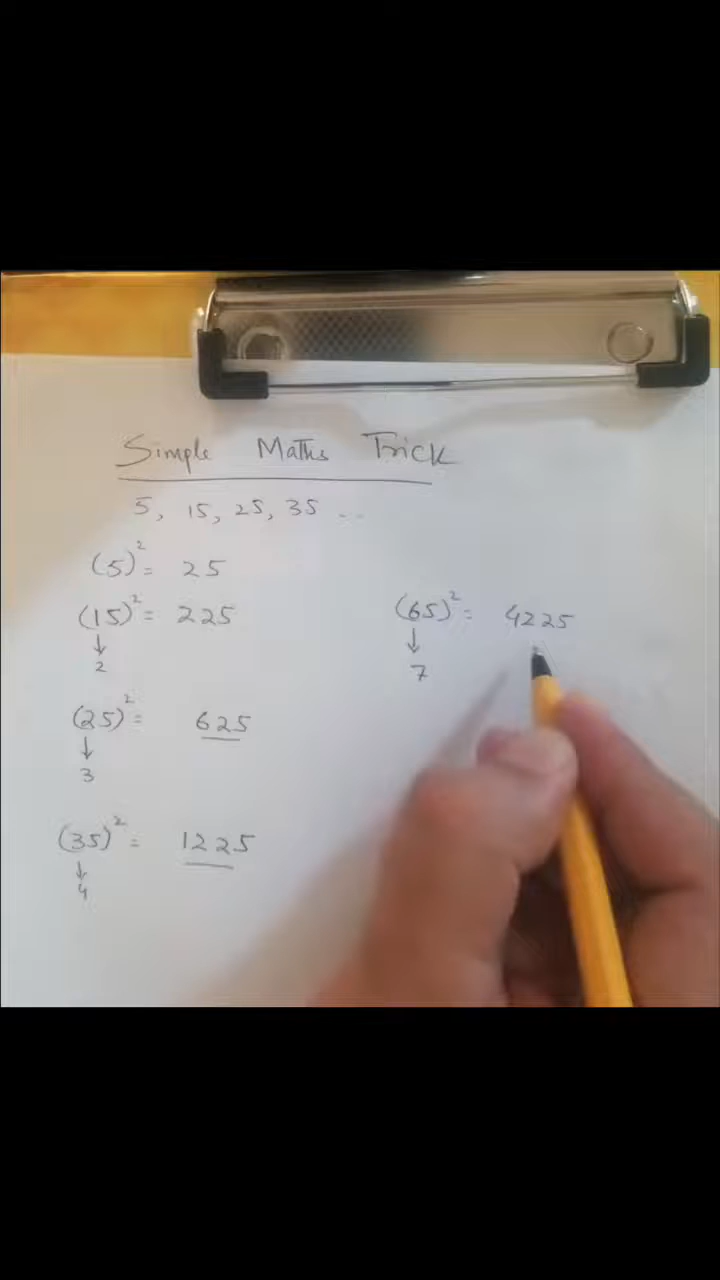 Simple Maths Trick
5, 15, 25, 35 ...
(5)² = 25
(15)² = 225
↓
2
(25)² = 625
↓
3
(35)² = 1225
↓
4
(65)² = 4225
↓
7